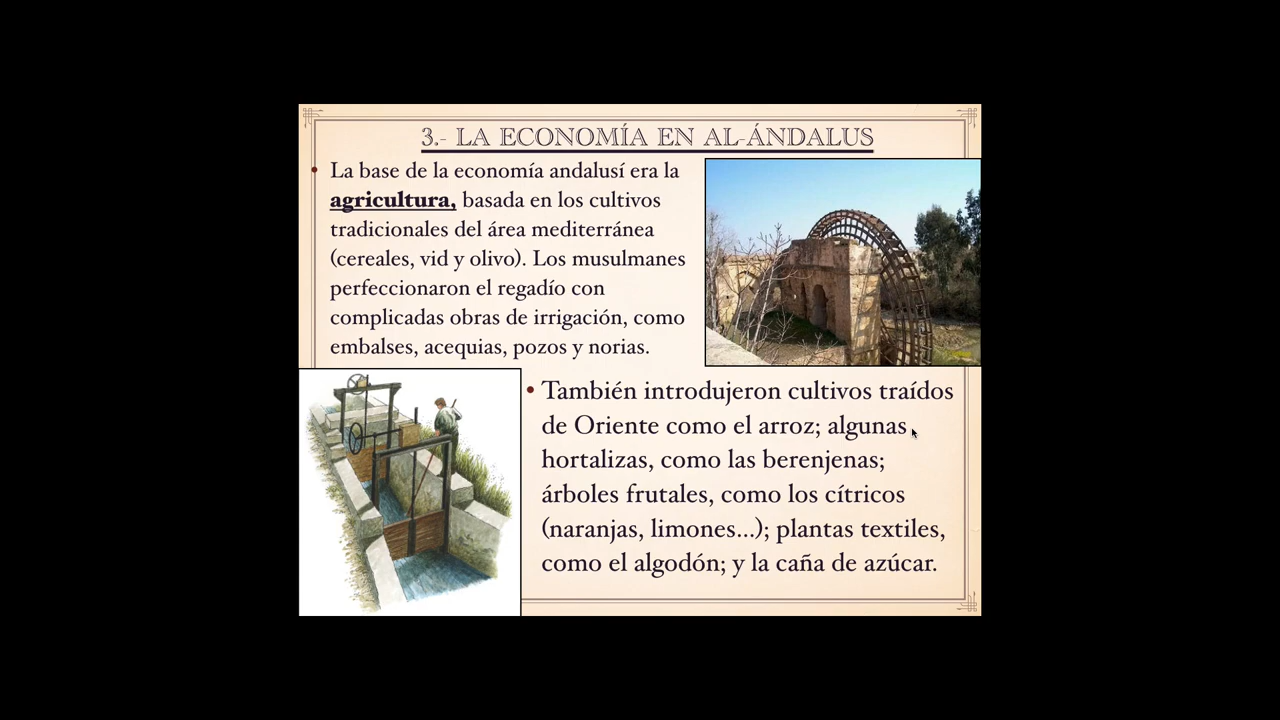 3.- LA ECONOMÍA EN AL-ÁNDALUS
• La base de la economía andalusí era la
agricultura, basada en los cultivos
tradicionales del área mediterránea
(cereales, vid y olivo). Los musulmanes
perfeccionaron el regadío con
complicadas obras de irrigación, como
embalses, acequias, pozos y norias.
• También introdujeron cultivos traídos
de Oriente como el arroz; algunas
hortalizas, como las berenjenas;
árboles frutales, como los cítricos
(naranjas, limones...); plantas textiles,
como el algodón; y la caña de azúcar.